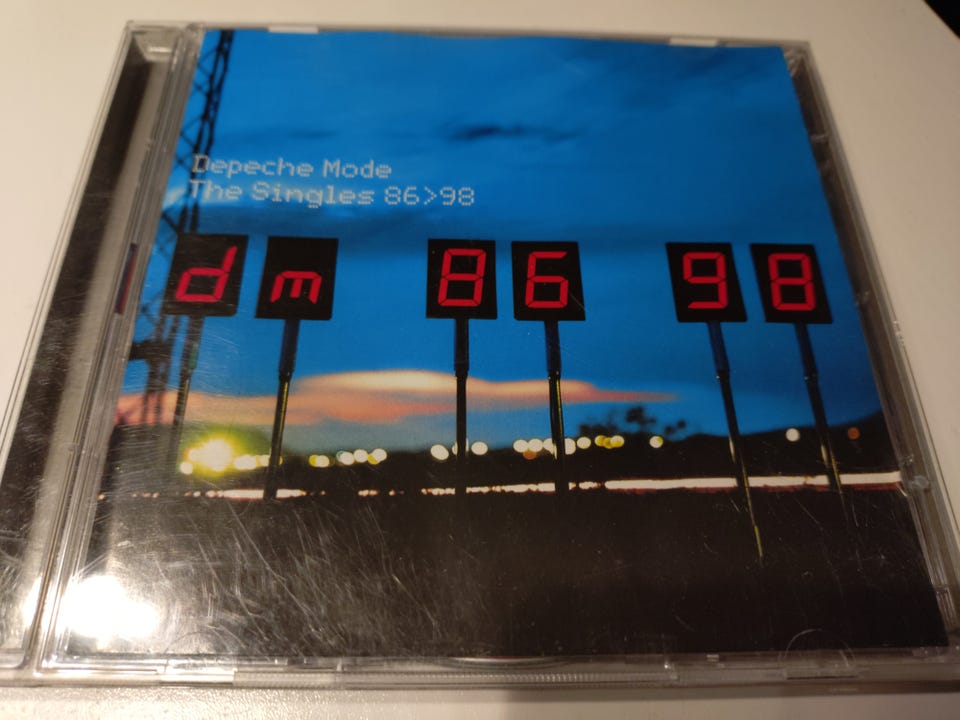 Depeche Mode
The Singles 86>98
dm 86 98